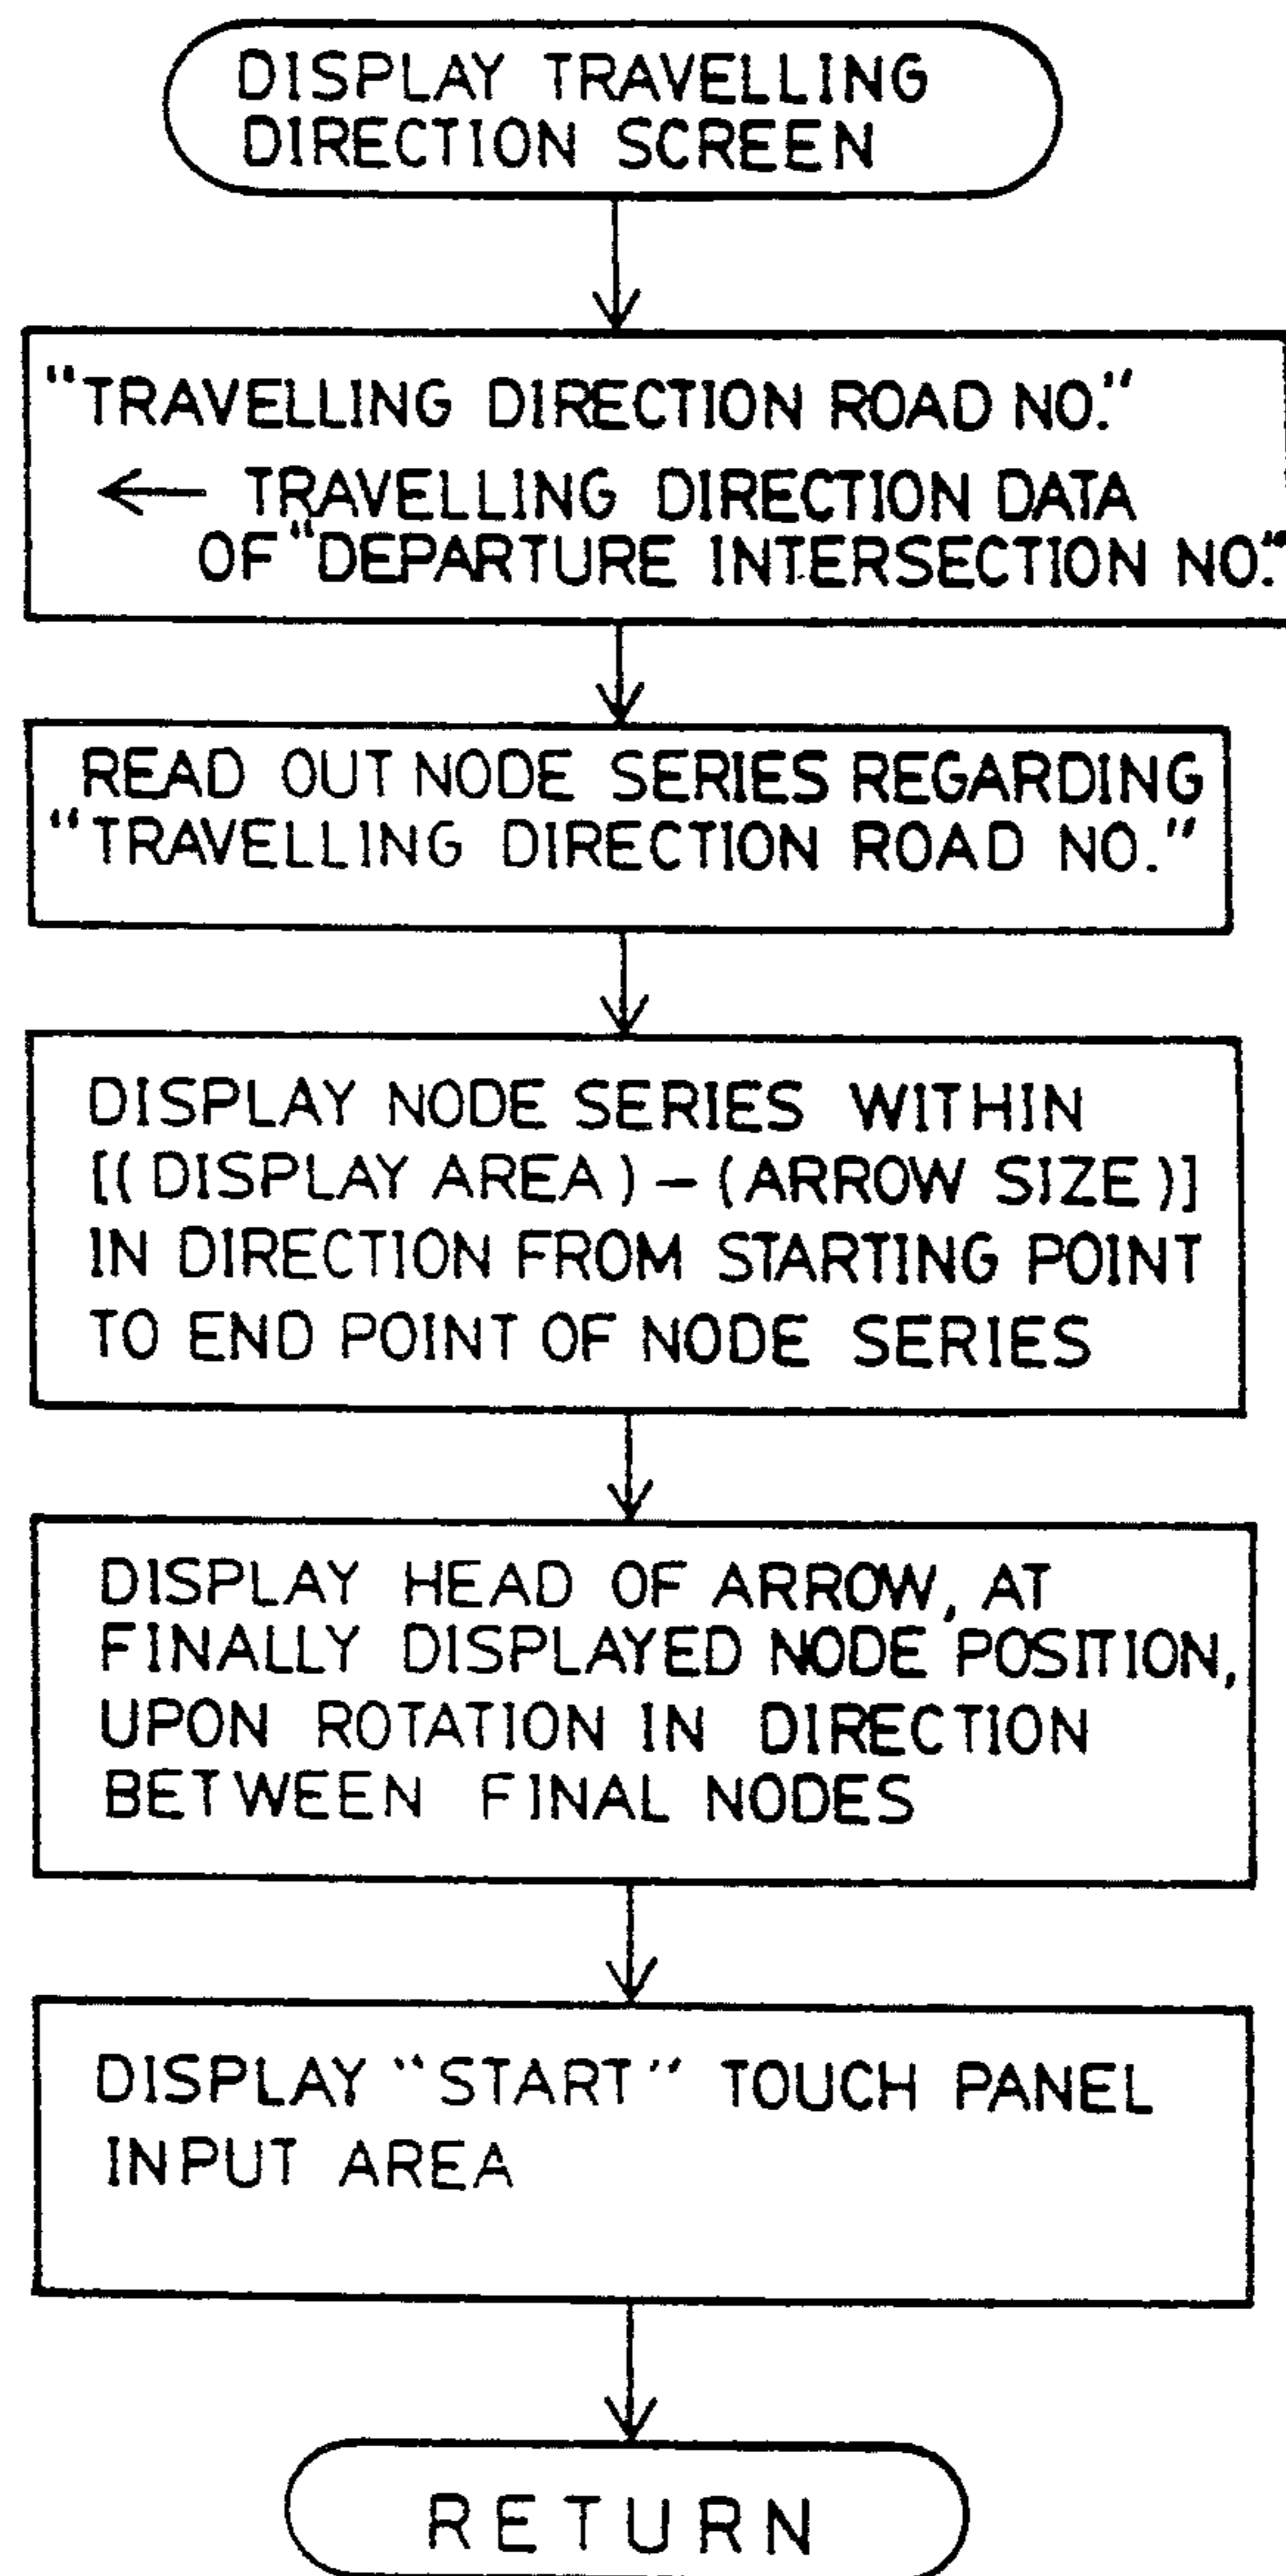 DISPLAY TRAVELLING
DIRECTION SCREEN
"TRAVELLING DIRECTION ROAD NO."
← TRAVELLING DIRECTION DATA
OF "DEPARTURE INTERSECTION NO."
READ OUT NODE SERIES REGARDING
"TRAVELLING DIRECTION ROAD NO."
DISPLAY NODE SERIES WITHIN
[(DISPLAY AREA) - (ARROW SIZE)]
IN DIRECTION FROM STARTING POINT
TO END POINT OF NODE SERIES
DISPLAY HEAD OF ARROW, AT
FINALLY DISPLAYED NODE POSITION,
UPON ROTATION IN DIRECTION
BETWEEN FINAL NODES
DISPLAY "START" TOUCH PANEL
INPUT AREA
RETURN